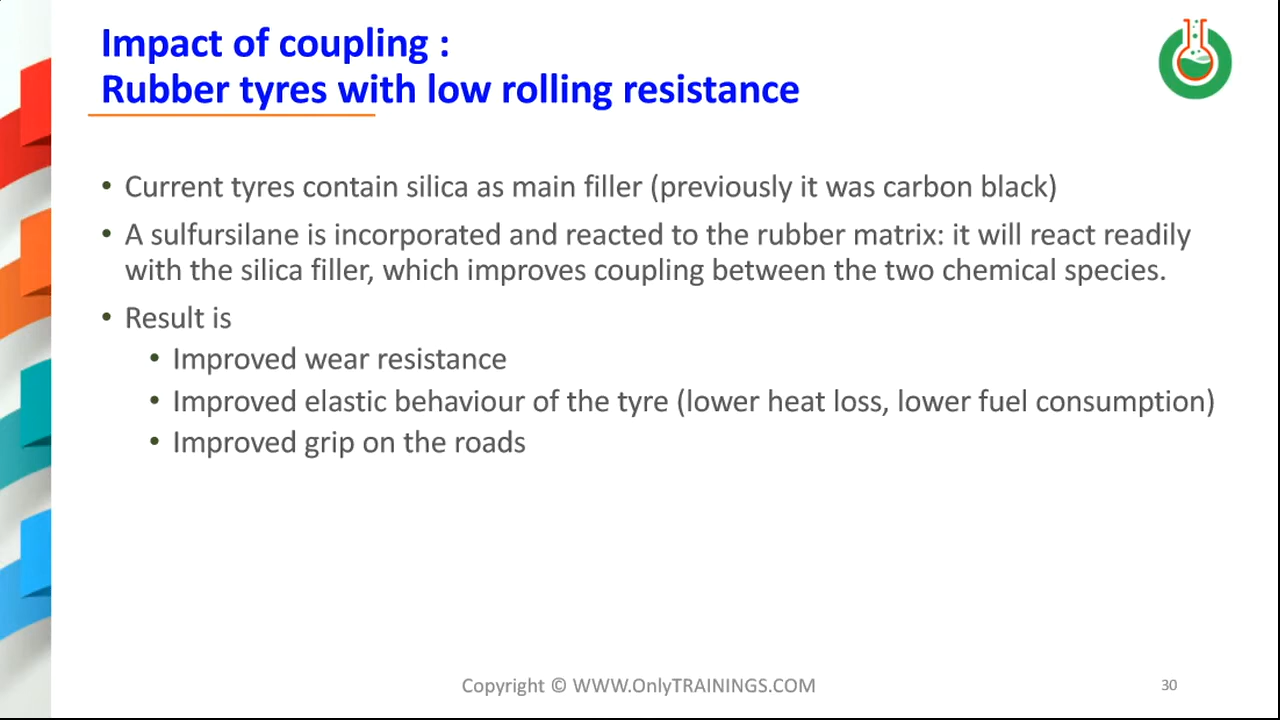 Impact of coupling :
Rubber tyres with low rolling resistance
• Current tyres contain silica as main filler (previously it was carbon black)
• A sulfursilane is incorporated and reacted to the rubber matrix: it will react readily
with the silica filler, which improves coupling between the two chemical species.
• Result is
• Improved wear resistance
• Improved elastic behaviour of the tyre (lower heat loss, lower fuel consumption)
• Improved grip on the roads
Copyright © WWW.OnlyTRAININGS.COM
30